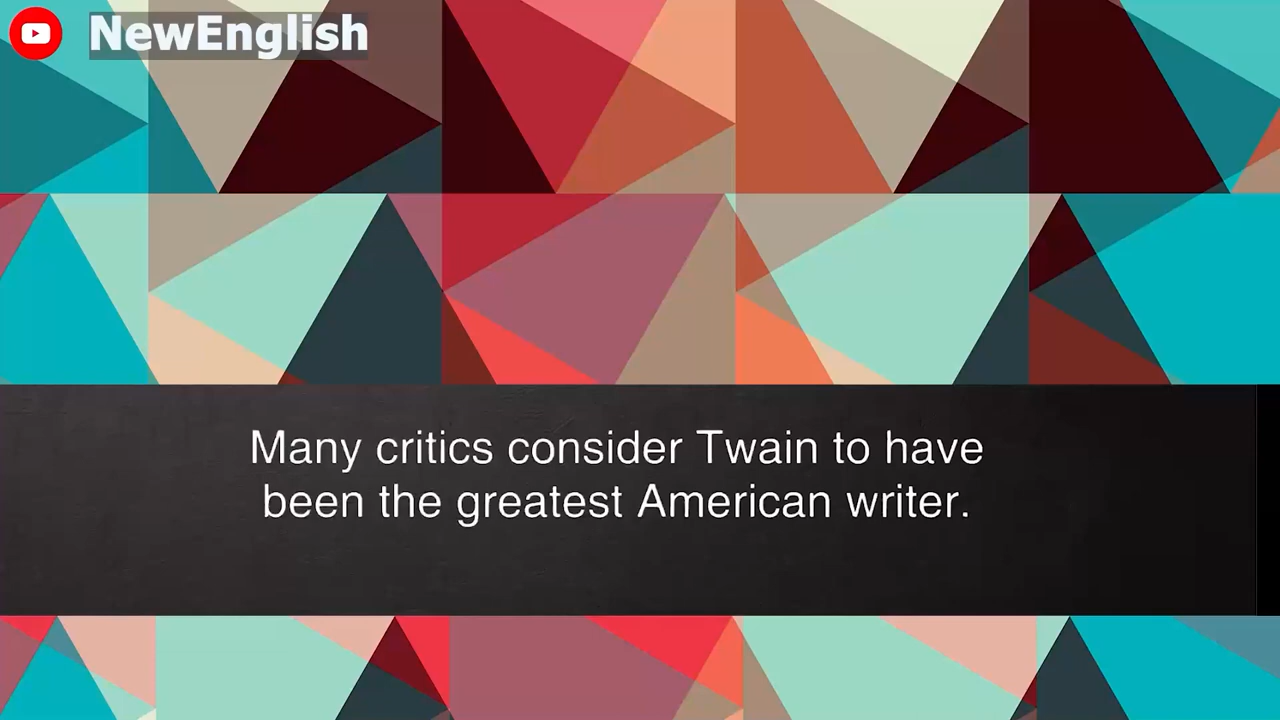 NewEnglish
Many critics consider Twain to have
been the greatest American writer.